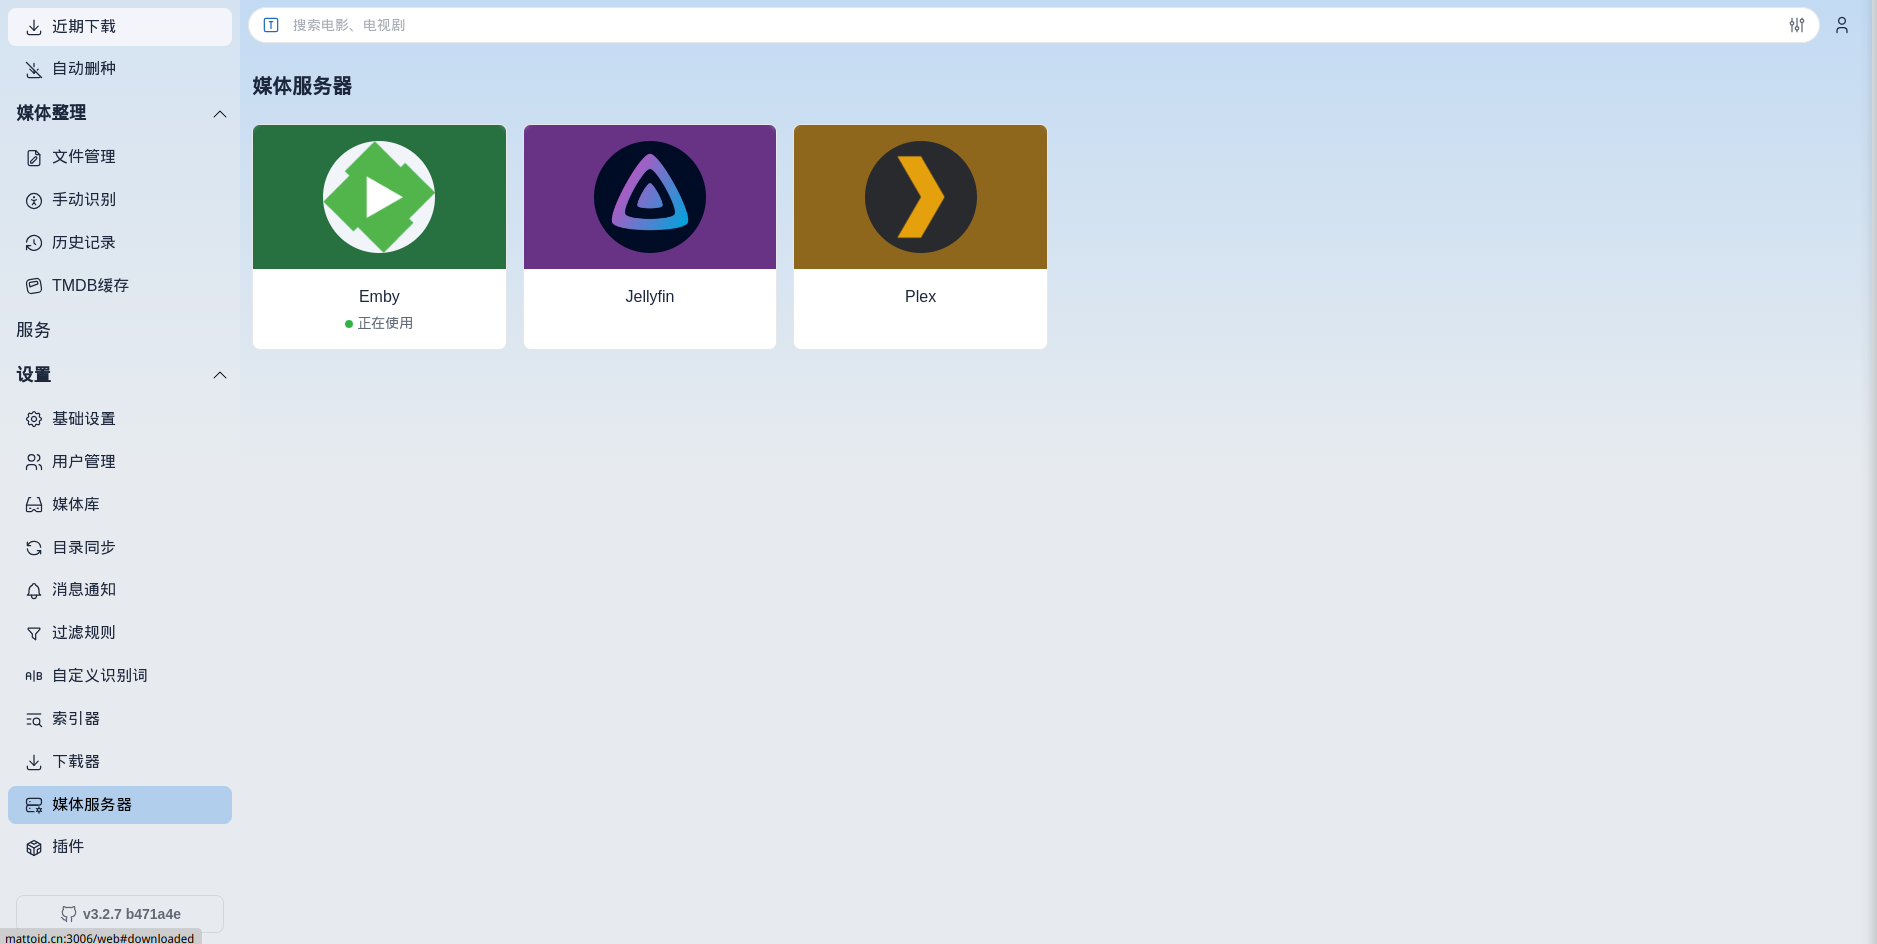 近期下载
自动删种
媒体整理
文件管理
手动识别
历史记录
TMDB缓存
服务
设置
基础设置
用户管理
媒体库
目录同步
消息通知
过滤规则
A|B 自定义识别词
索引器
下载器
媒体服务器
插件
v3.2.7 b471a4e
mattoid.cn:3006/web#downloaded
T 搜索电影、电视剧
媒体服务器
Emby
正在使用
Jellyfin
Plex